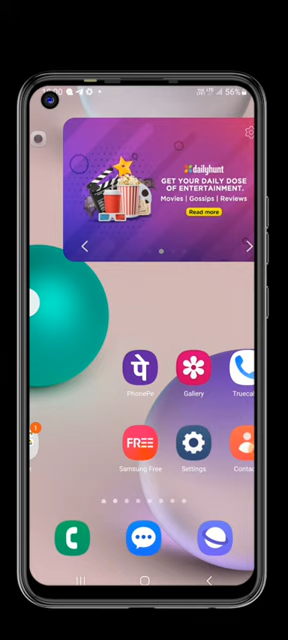 56%
dailyhunt
GET YOUR DAILY DOSE
OF ENTERTAINMENT.
Movies | Gossips | Reviews
Read more
पे
PhonePe
Gallery
Truecal
1
FREE
Samsung Free
Settings
Contac